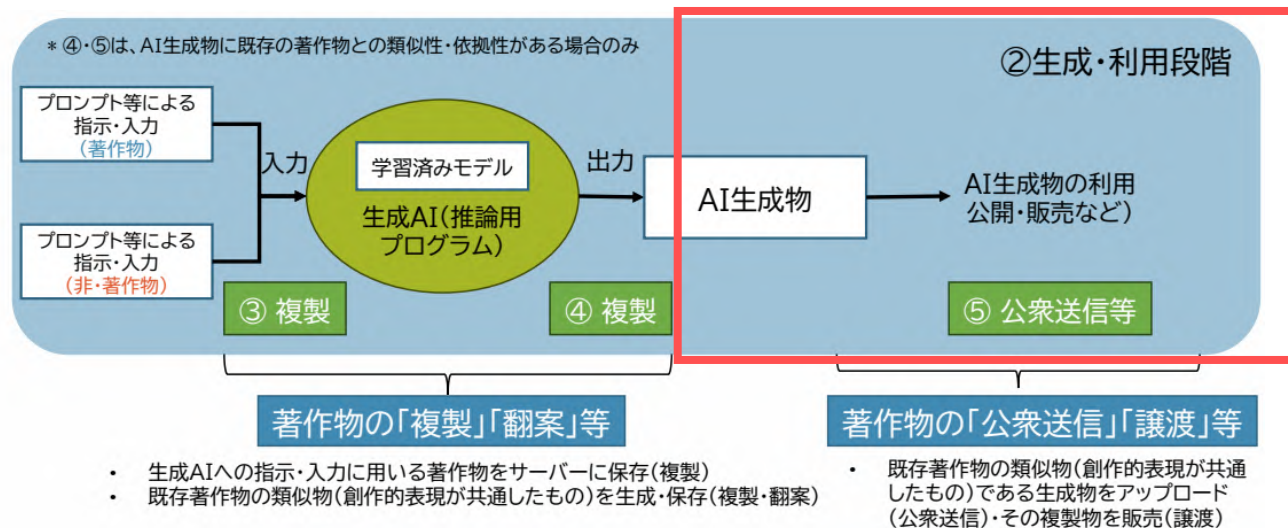 ＊④・⑤は、AI生成物に既存の著作物との類似性・依拠性がある場合のみ
②生成・利用段階
プロンプト等による
指示・入力
(著作物)
プロンプト等による
指示・入力
(非・著作物)
入力
学習済みモデル
生成AI(推論用
プログラム)
出力
AI生成物
AI生成物の利用
公開・販売など)
③ 複製
④ 複製
⑤ 公衆送信等
著作物の「複製」「翻案」等
• 生成AIへの指示・入力に用いる著作物をサーバーに保存(複製)
• 既存著作物の類似物(創作的表現が共通したもの)を生成・保存(複製・翻案)
著作物の「公衆送信」「譲渡」等
• 既存著作物の類似物(創作的表現が共通
したもの)である生成物をアップロード
(公衆送信)・その複製物を販売(譲渡)